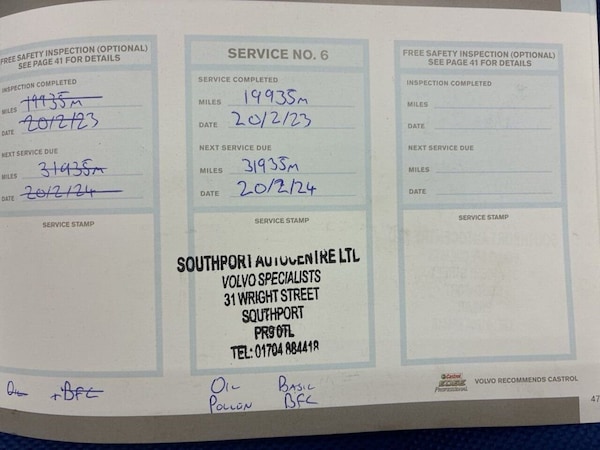 FREE SAFETY INSPECTION (OPTIONAL)
SEE PAGE 41 FOR DETAILS
INSPECTION COMPLETED
MILES 19935m
DATE 20/2/23
NEXT SERVICE DUE
MILES 31935m
DATE 20/2/24
SERVICE STAMP
+BFC
SERVICE NO. 6
SERVICE COMPLETED
MILES 19935m
DATE 20/2/23
NEXT SERVICE DUE
MILES 31935m
DATE 20/2/24
SERVICE STAMP
SOUTHPORT AUTOCENTRE LTD
VOLVO SPECIALISTS
31 WRIGHT STREET
SOUTHPORT
PR9 0TL
TEL: 01704 884418
OIL BASIC
POLLEN BFC
FREE SAFETY INSPECTION (OPTIONAL)
SEE PAGE 41 FOR DETAILS
INSPECTION COMPLETED
MILES
DATE
NEXT SERVICE DUE
MILES
DATE
SERVICE STAMP
Castrol
EDGE
Professional
VOLVO RECOMMENDS CASTROL
47